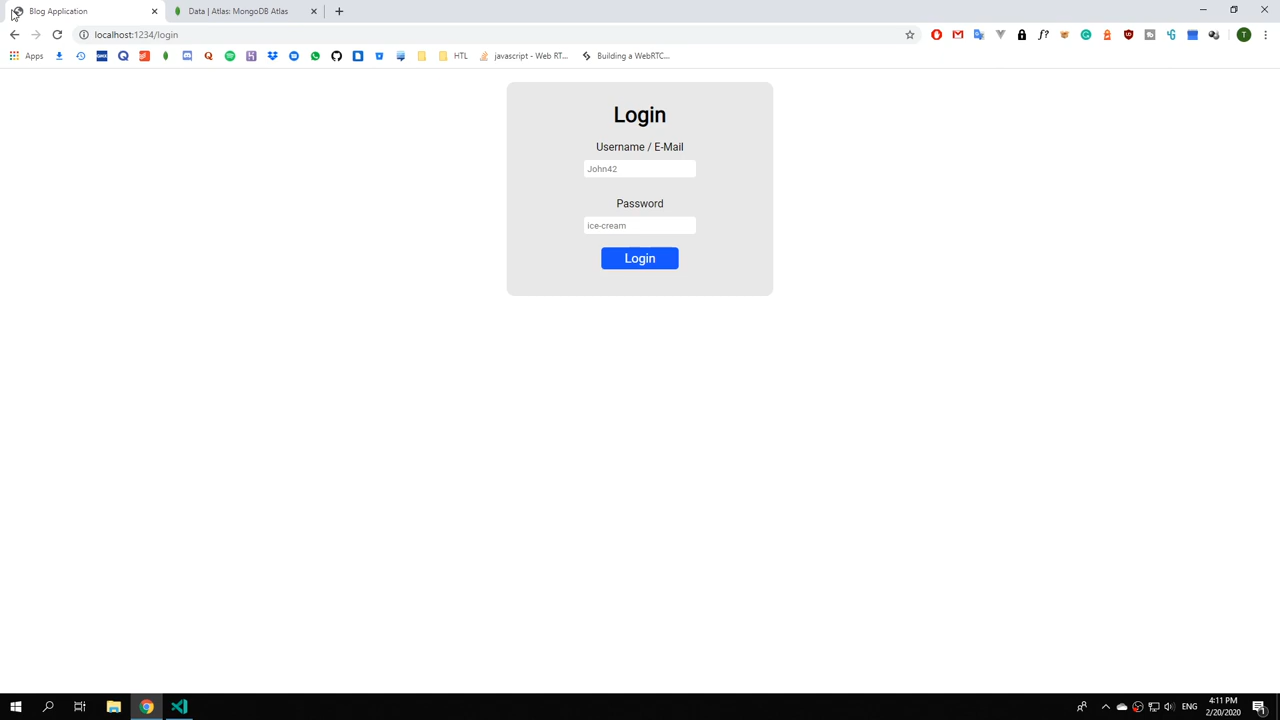 Blog Application
Data | Atlas: MongoDB Atlas
localhost:1234/login
Apps
HTL
javascript - Web RT...
Building a WebRTC...
Login
Username / E-Mail
John42
Password
ice-cream
Login
ENG
4:11 PM
2/20/2020